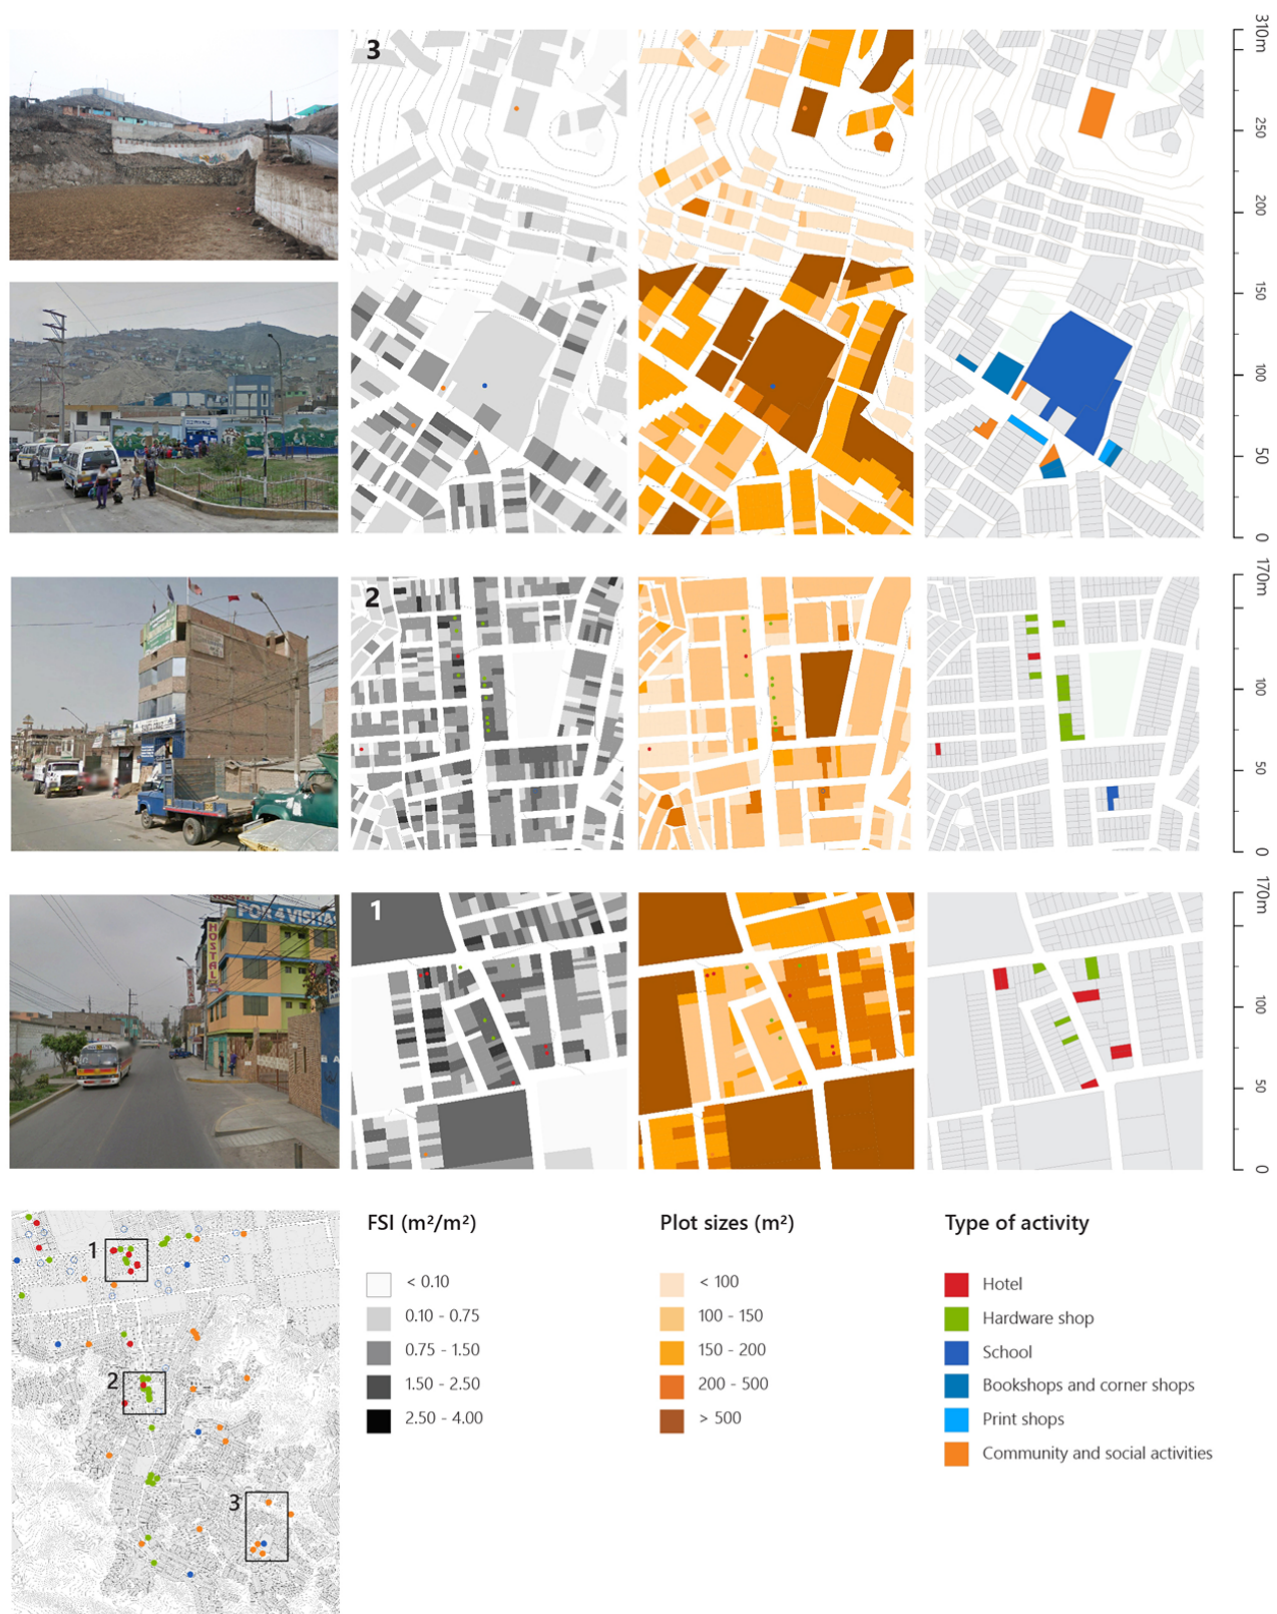 3
310m
250
200
150
100
50
0
2
170m
100
50
0
HOSTAL
1
170m
100
50
0
1
2
3
FSI (m²/m²)
< 0.10
0.10 - 0.75
0.75 - 1.50
1.50 - 2.50
2.50 - 4.00
Plot sizes (m²)
< 100
100 - 150
150 - 200
200 - 500
> 500
Type of activity
Hotel
Hardware shop
School
Bookshops and corner shops
Print shops
Community and social activities